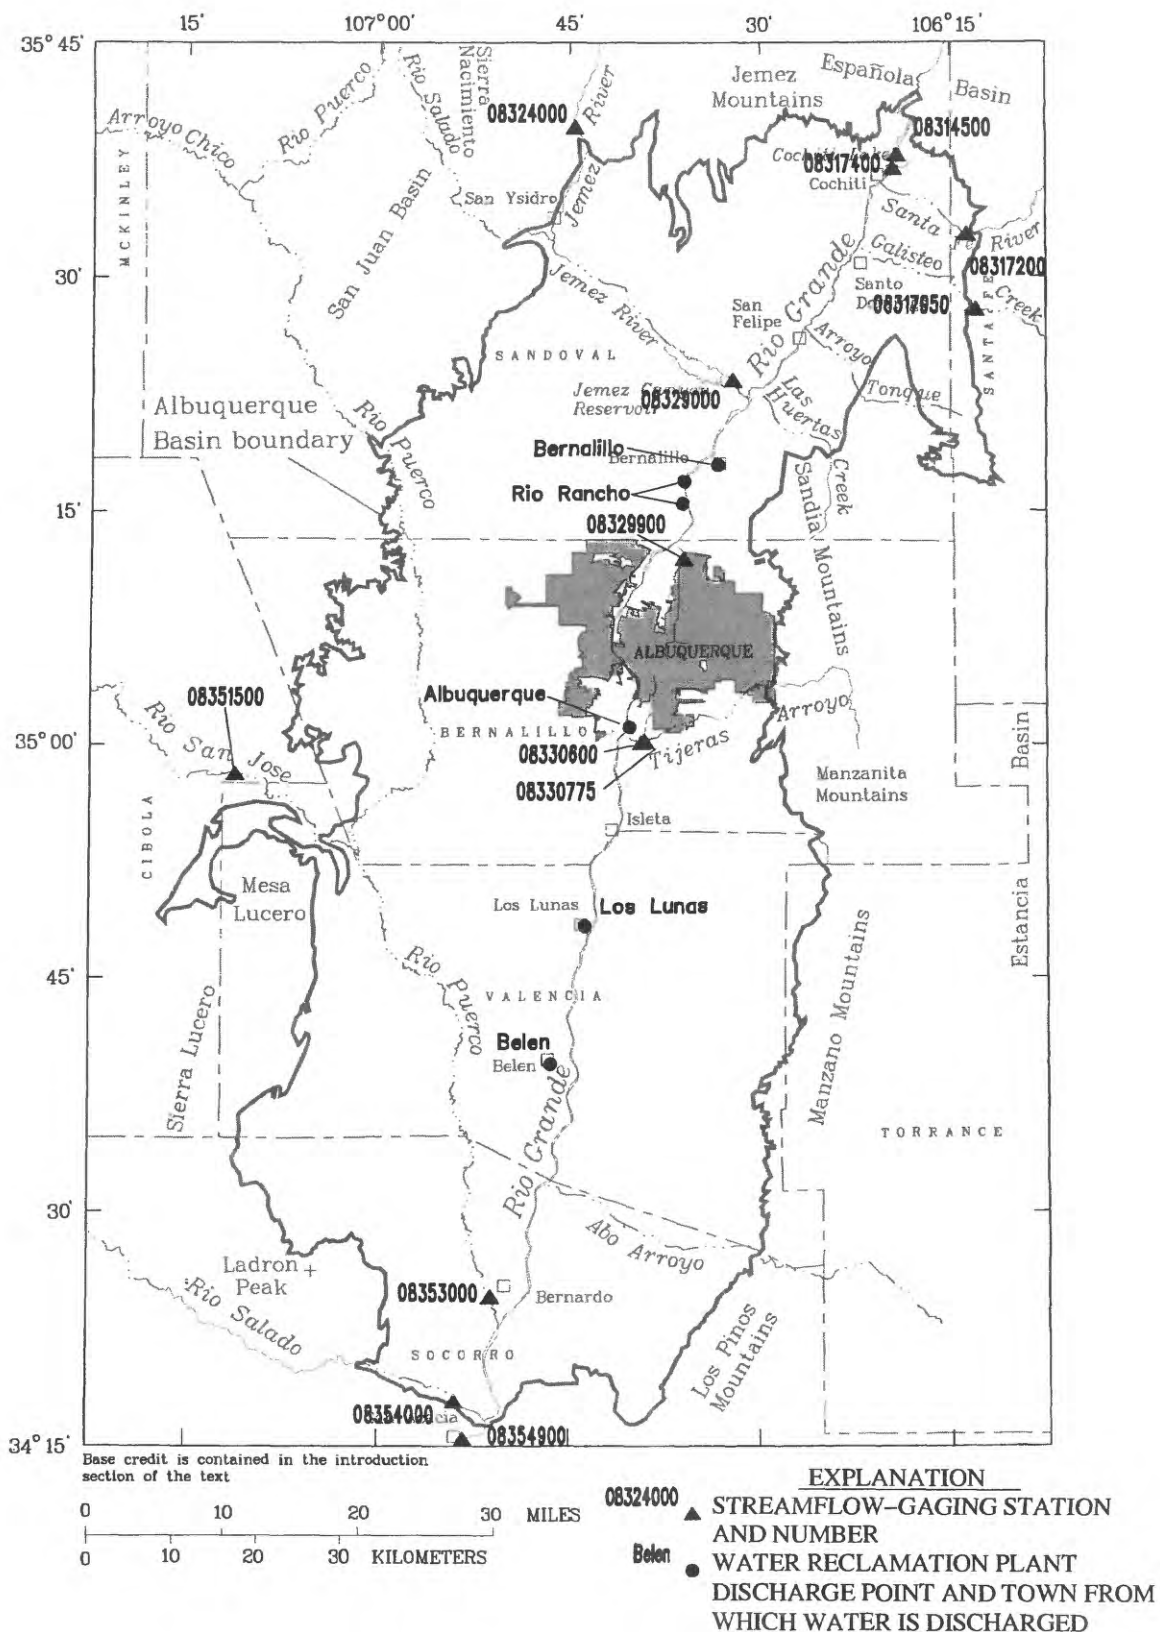 15' 107°00' 45' 30' 106°15'
35°45'
Arroyo Chico
Rio Puerco
Rio Salado
Sierra
Nacimiento
08324000
River
Jemez
Mountains
Española
Basin
08314500
MCKINLEY
San Juan Basin
San Ysidro
Jemez
Cochiti Lake
08317400
Cochiti
Santa
Fe
River
08317200
30'
Galisteo
Creek
Santo
08317950
SANTA FE
Jemez River
San
Felipe
Rio Grande
Arroyo
Tonque
SANDOVAL
Jemez Canyon
Reservoir
08329000
Las
Huertas
Creek
Albuquerque
Basin boundary
Rio Puerco
Bernalillo
Bernalillo
Rio Rancho
Sandia Mountains
15'
08329900
ALBUQUERQUE
08351500
Albuquerque
Arroyo
Rio San Jose
35°00'
BERNALILLO
08330600
Tijeras
08330775
Manzanita
Mountains
Basin
CIBOLA
Isleta
Mesa
Lucero
Los Lunas
Los Lunas
Estancia
Rio Puerco
45'
VALENCIA
Sierra Lucero
Manzano Mountains
Belen
Belen
Rio Grande
TORRANCE
30'
Abo Arroyo
Ladron
Peak
08353000
Bernardo
Rio Salado
SOCORRO
Los Pinos
Mountains
08354000
08354900
34°15'
Base credit is contained in the introduction
section of the text
0 10 20 30 MILES
0 10 20 30 KILOMETERS
EXPLANATION
08324000 STREAMFLOW–GAGING STATION
AND NUMBER
Belen WATER RECLAMATION PLANT
DISCHARGE POINT AND TOWN FROM
WHICH WATER IS DISCHARGED